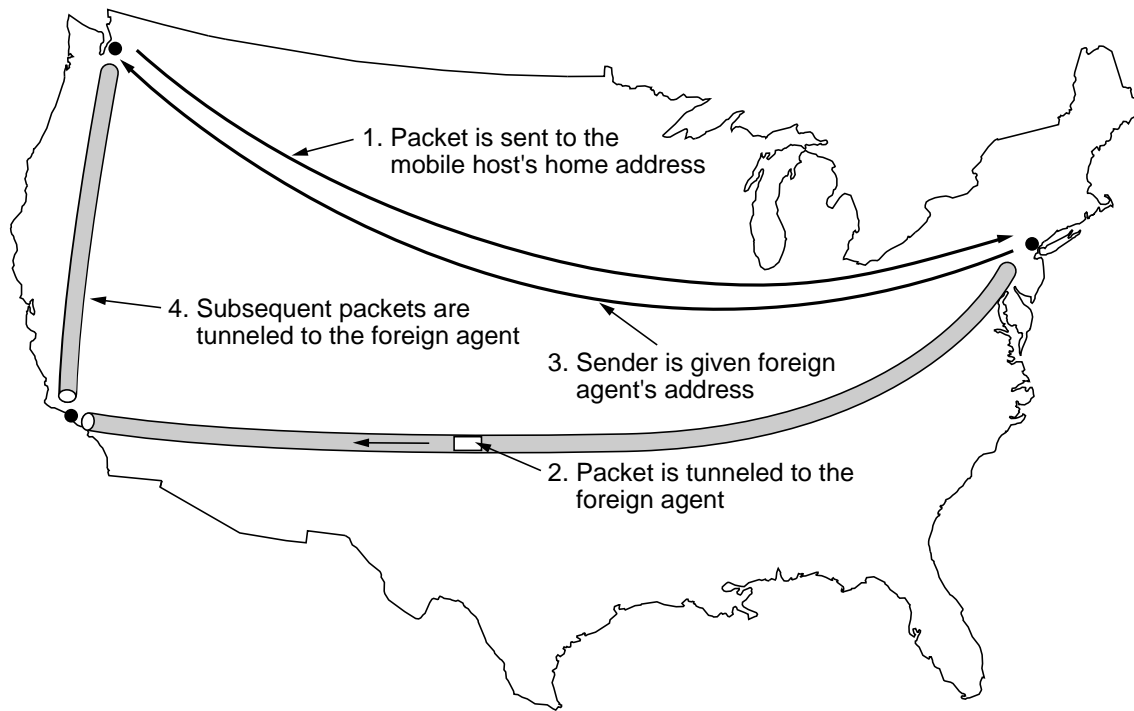 1. Packet is sent to the
mobile host's home address
4. Subsequent packets are
tunneled to the foreign agent
3. Sender is given foreign
agent's address
2. Packet is tunneled to the
foreign agent